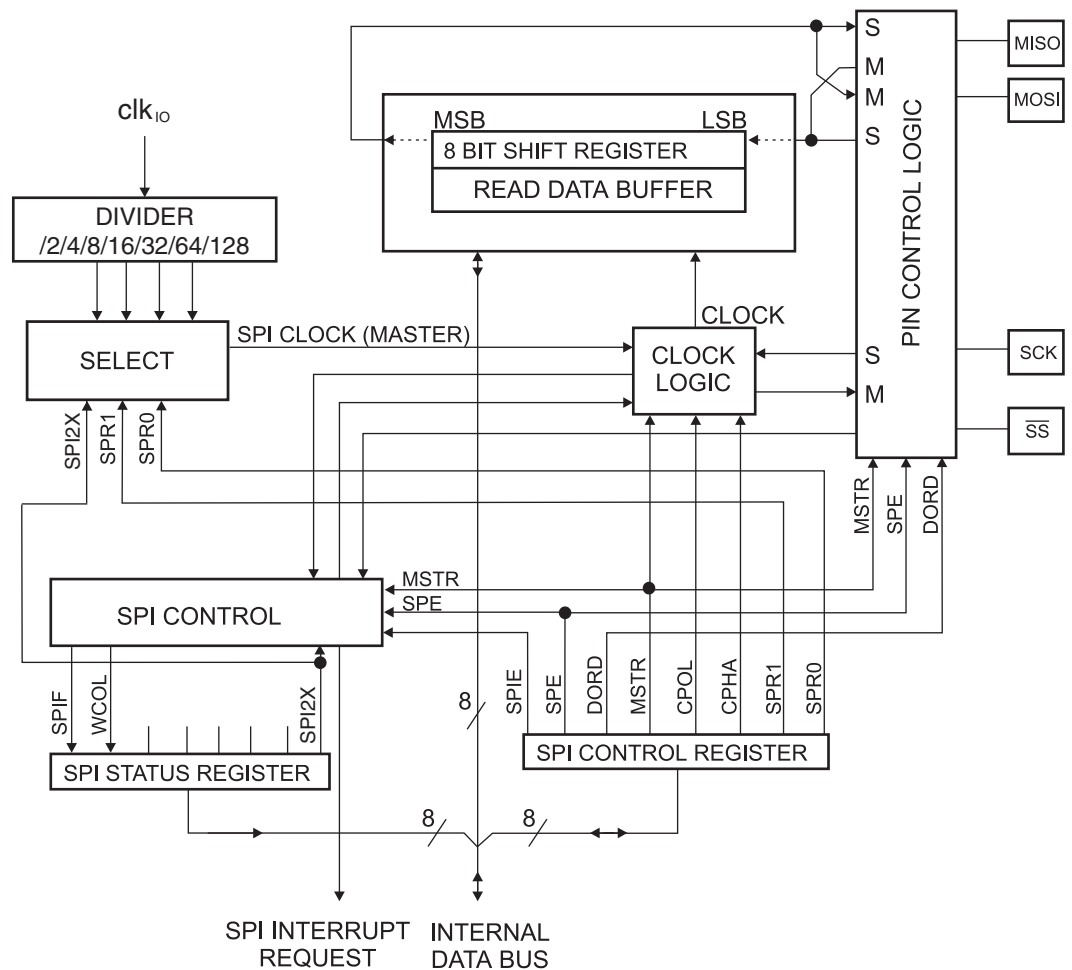 S
MISO
M
clk IO
MSB
LSB
M
MOSI
8 BIT SHIFT REGISTER
S
READ DATA BUFFER
DIVIDER
/2/4/8/16/32/64/128
PIN CONTROL LOGIC
CLOCK
SPI CLOCK (MASTER)
SELECT
CLOCK
LOGIC
S
SCK
M
SPI2X
SPR1
SPR0
SS
MSTR
SPE
DORD
MSTR
SPE
SPI CONTROL
SPIF
WCOL
SPI2X
8
SPIE
SPE
DORD
MSTR
CPOL
CPHA
SPR1
SPR0
SPI STATUS REGISTER
SPI CONTROL REGISTER
8
8
SPI INTERRUPT
REQUEST
INTERNAL
DATA BUS